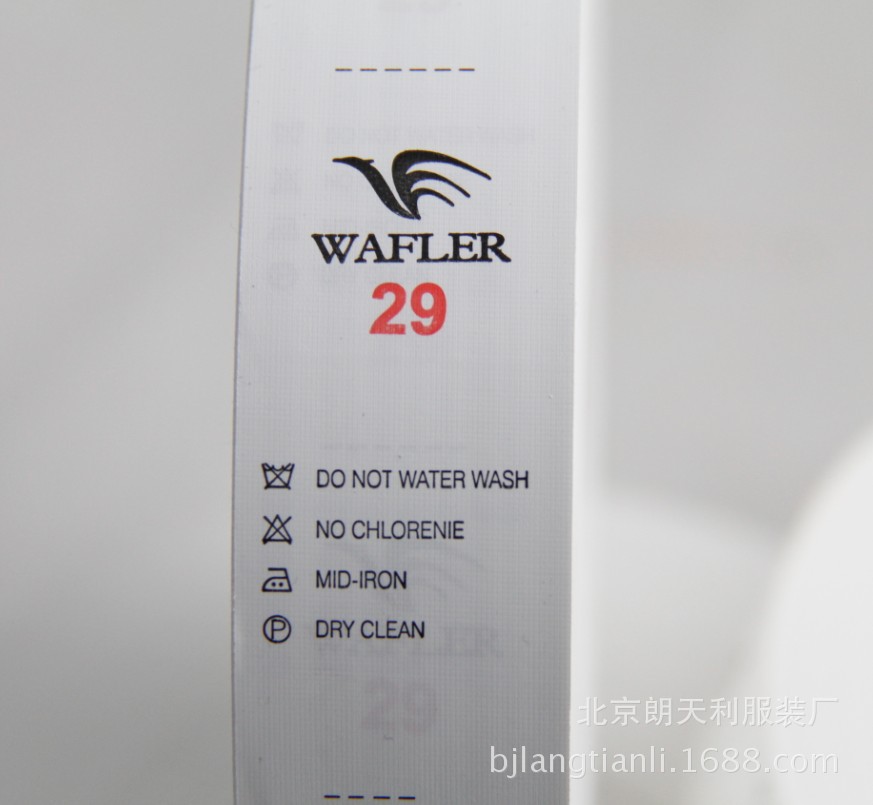 WAFLER
29
DO NOT WATER WASH
NO CHLORENIE
MID-IRON
P DRY CLEAN
北京朗天利服装厂
bjlangtianli.1688.com